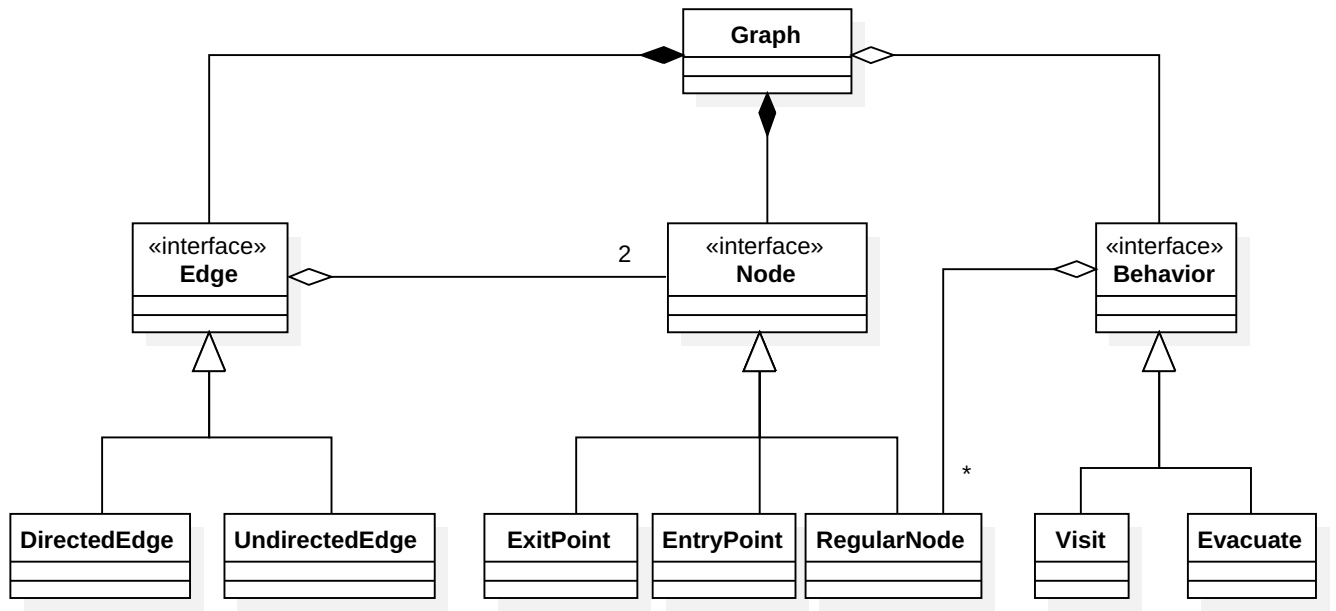 Graph
«interface»
Edge
2
«interface»
Node
«interface»
Behavior
*
DirectedEdge
UndirectedEdge
ExitPoint
EntryPoint
RegularNode
Visit
Evacuate